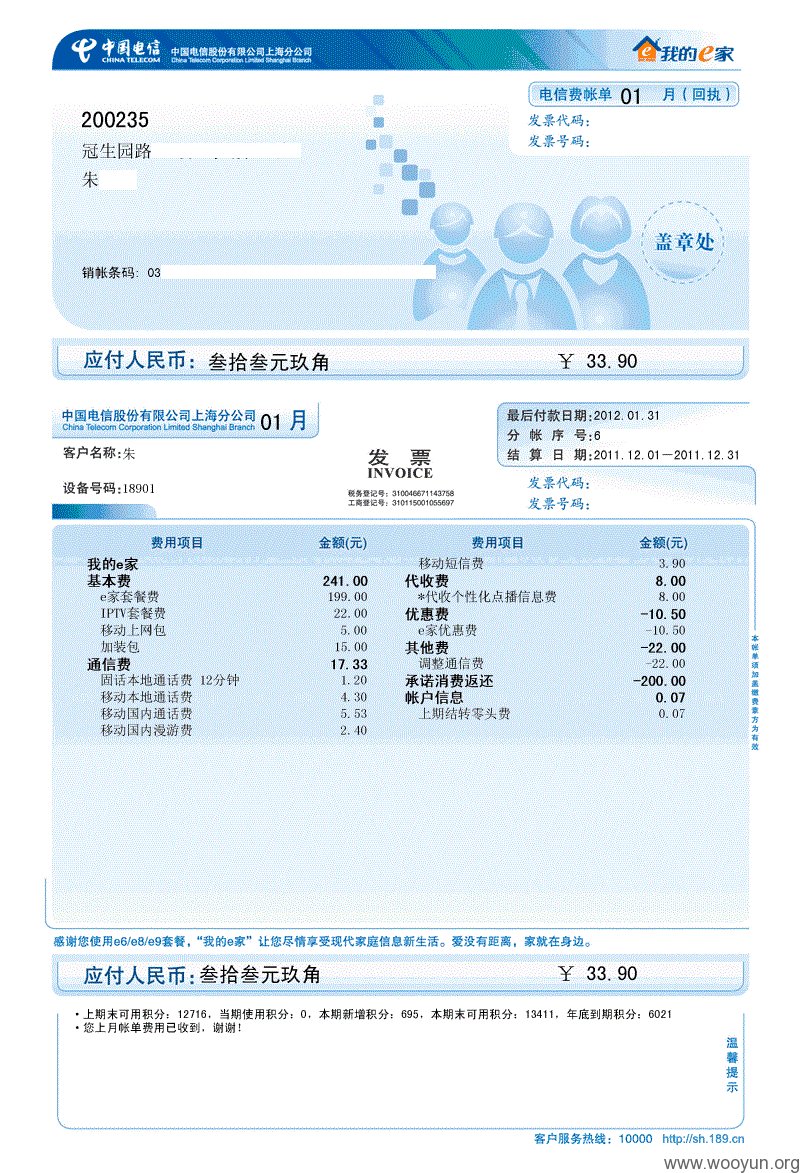 中国电信 中国电信股份有限公司上海分公司
CHINA TELECOM China Telecom Corporation Limited Shanghai Branch
我的e家
电信费帐单 01 月（回执）
200235
发票代码：
冠生园路
发票号码：
朱
盖章处
销帐条码: 03
应付人民币: 叁拾叁元玖角 ￥ 33.90
中国电信股份有限公司上海分公司 01 月
China Telecom Corporation Limited Shanghai Branch
最后付款日期:2012.01.31
分 帐 序 号:6
结 算 日 期:2011.12.01－2011.12.31
客户名称:朱
发 票
INVOICE
设备号码:18901
税务登记号: 310046671143758
工商登记号: 310115001055697
发票代码：
发票号码：
费用项目 金额(元) 费用项目 金额(元)
我的e家 移动短信费 3.90
基本费 241.00 代收费 8.00
e家套餐费 199.00 *代收个性化点播信息费 8.00
IPTV套餐费 22.00 优惠费 -10.50
移动上网包 5.00 e家优惠费 -10.50
加装包 15.00 其他费 -22.00
通信费 17.33 调整通信费 -22.00
固话本地通话费 12分钟 1.20 承诺消费返还 -200.00
移动本地通话费 4.30 帐户信息 0.07
移动国内通话费 5.53 上期结转零头费 0.07
移动国内漫游费 2.40
本帐单须加盖缴费章方为有效
感谢您使用e6/e8/e9套餐，“我的e家”让您尽情享受现代家庭信息新生活。爱没有距离，家就在身边。
应付人民币: 叁拾叁元玖角 ￥ 33.90
·上期末可用积分: 12716, 当期使用积分: 0, 本期新增积分: 695, 本期末可用积分: 13411, 年底到期积分: 6021
·您上月帐单费用已收到, 谢谢!
温馨提示
客户服务热线：10000 http://sh.189.cn
www.wooyun.org